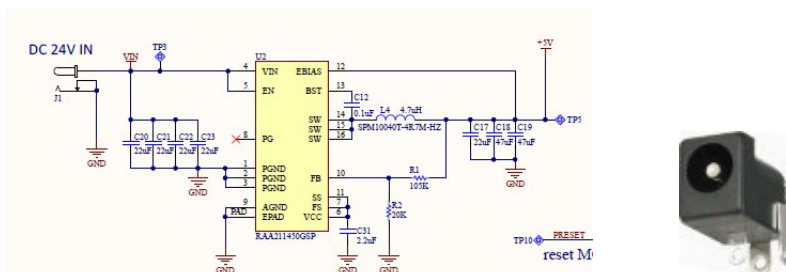 +5V
DC 24V IN
VIN
TP3
U2
4 VIN EBIAS 12
5 EN BST 13
C12
0.1uF
L4 4.7uH
SPM10040T-4R7M-HZ
J1
SW 14
SW 15
SW 16
TP5
C20 C21 C22 C23
22uF 22uF 22uF 22uF
C17 C18 C19
22uF 47uF 47uF
8 PG
GND
GND
GND
GND
1 PGND
2 PGND
3 PGND
FB 10
R1
105K
SS 11
FS 7
VCC 6
R2
20K
9 AGND
PAD EPAD
C31
2.2uF
RAA211450GSP
GND
GND
GND
TP10 PRESET
reset M